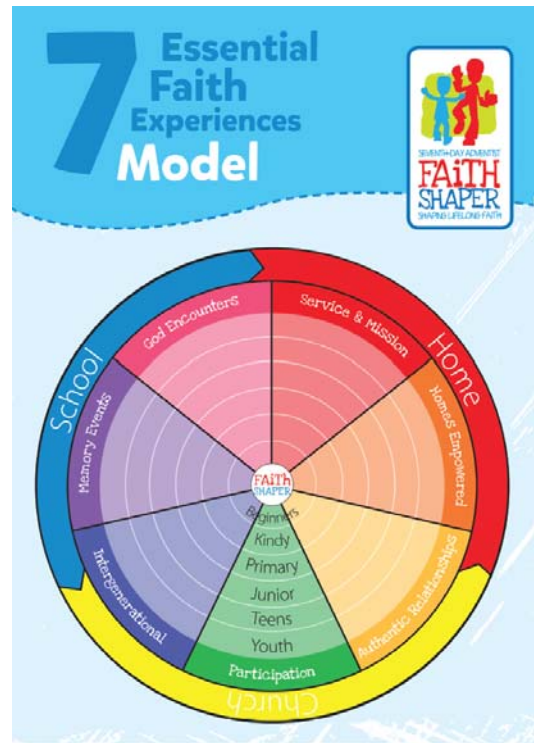 7
Essential
Faith
Experiences
Model
SEVENTH-DAY ADVENTIST
FAiTH
SHAPER
SHAPING LIFELONG FAITH
School
Home
Church
God Encounters
Service & Mission
Homes Empowered
Authentic Relationships
Participation
Intergenerational
Memory Events
FAiTH
SHAPER
Beginners
Kindy
Primary
Junior
Teens
Youth